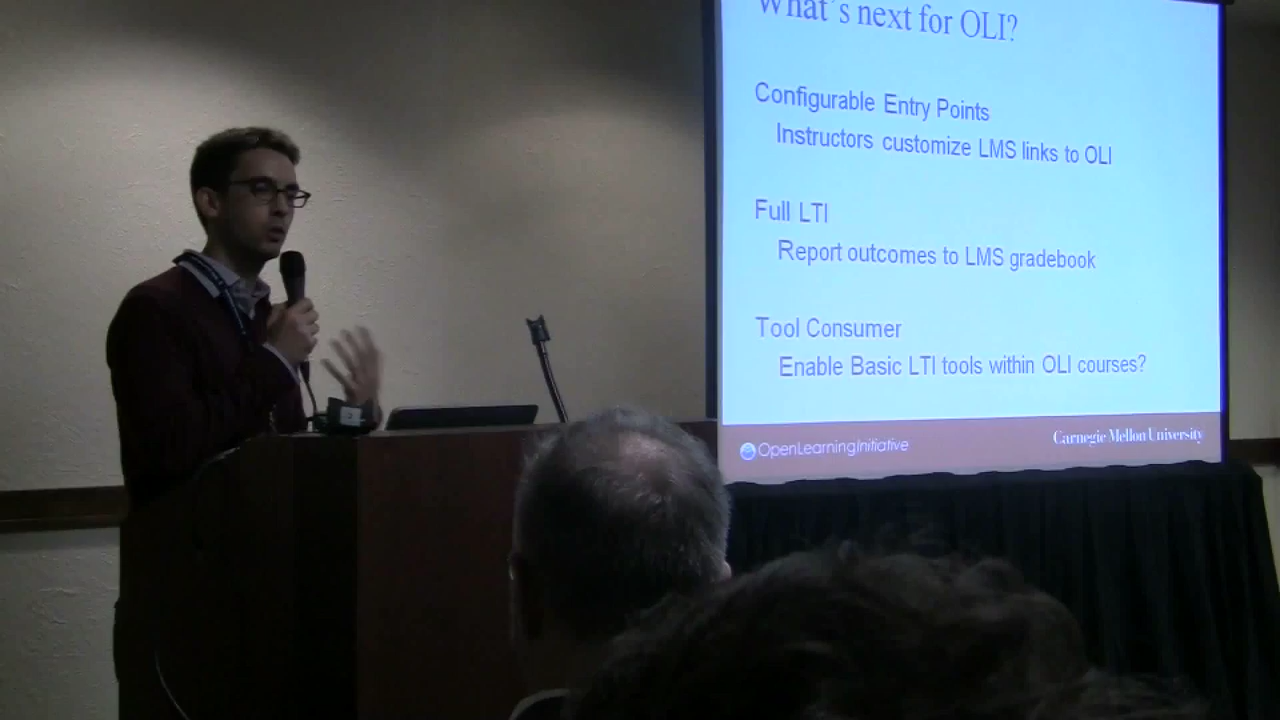 What's next for OLI?
Configurable Entry Points
Instructors customize LMS links to OLI
Full LTI
Report outcomes to LMS gradebook
Tool Consumer
Enable Basic LTI tools within OLI courses?
OpenLearningInitiative
Carnegie Mellon University